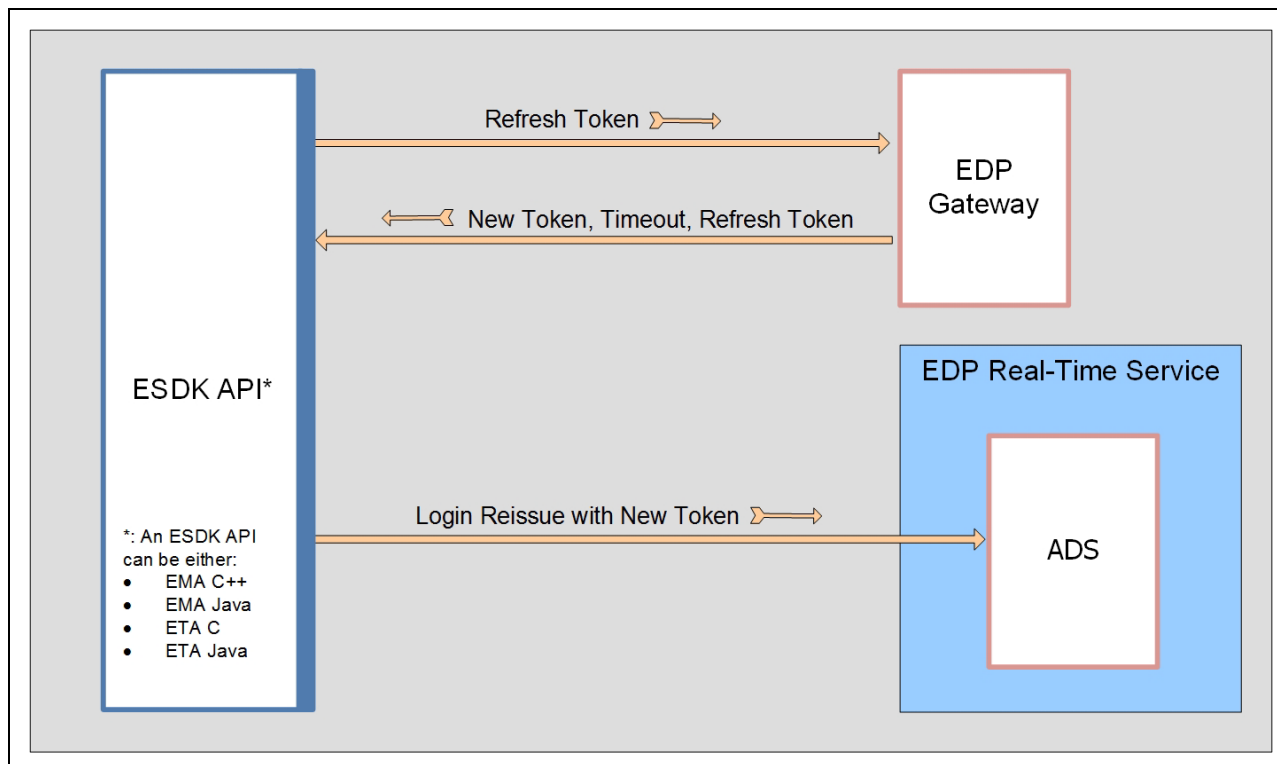 Refresh Token
EDP
Gateway
New Token, Timeout, Refresh Token
EDP Real-Time Service
ESDK API*
Login Reissue with New Token
ADS
*: An ESDK API
can be either:
• EMA C++
• EMA Java
• ETA C
• ETA Java